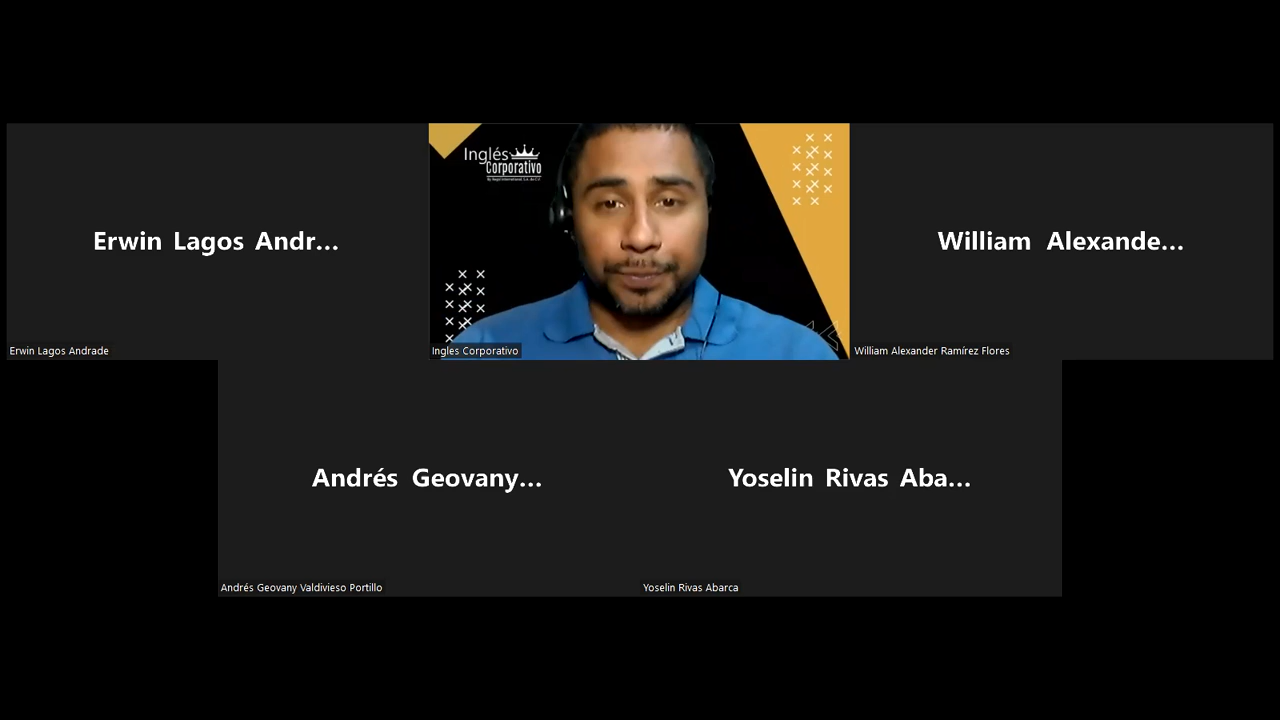 Erwin Lagos Andr...
Erwin Lagos Andrade
Inglés
Corporativo
Ingles Corporativo
William Alexande...
William Alexander Ramírez Flores
Andrés Geovany...
Andrés Geovany Valdivieso Portillo
Yoselin Rivas Aba...
Yoselin Rivas Abarca